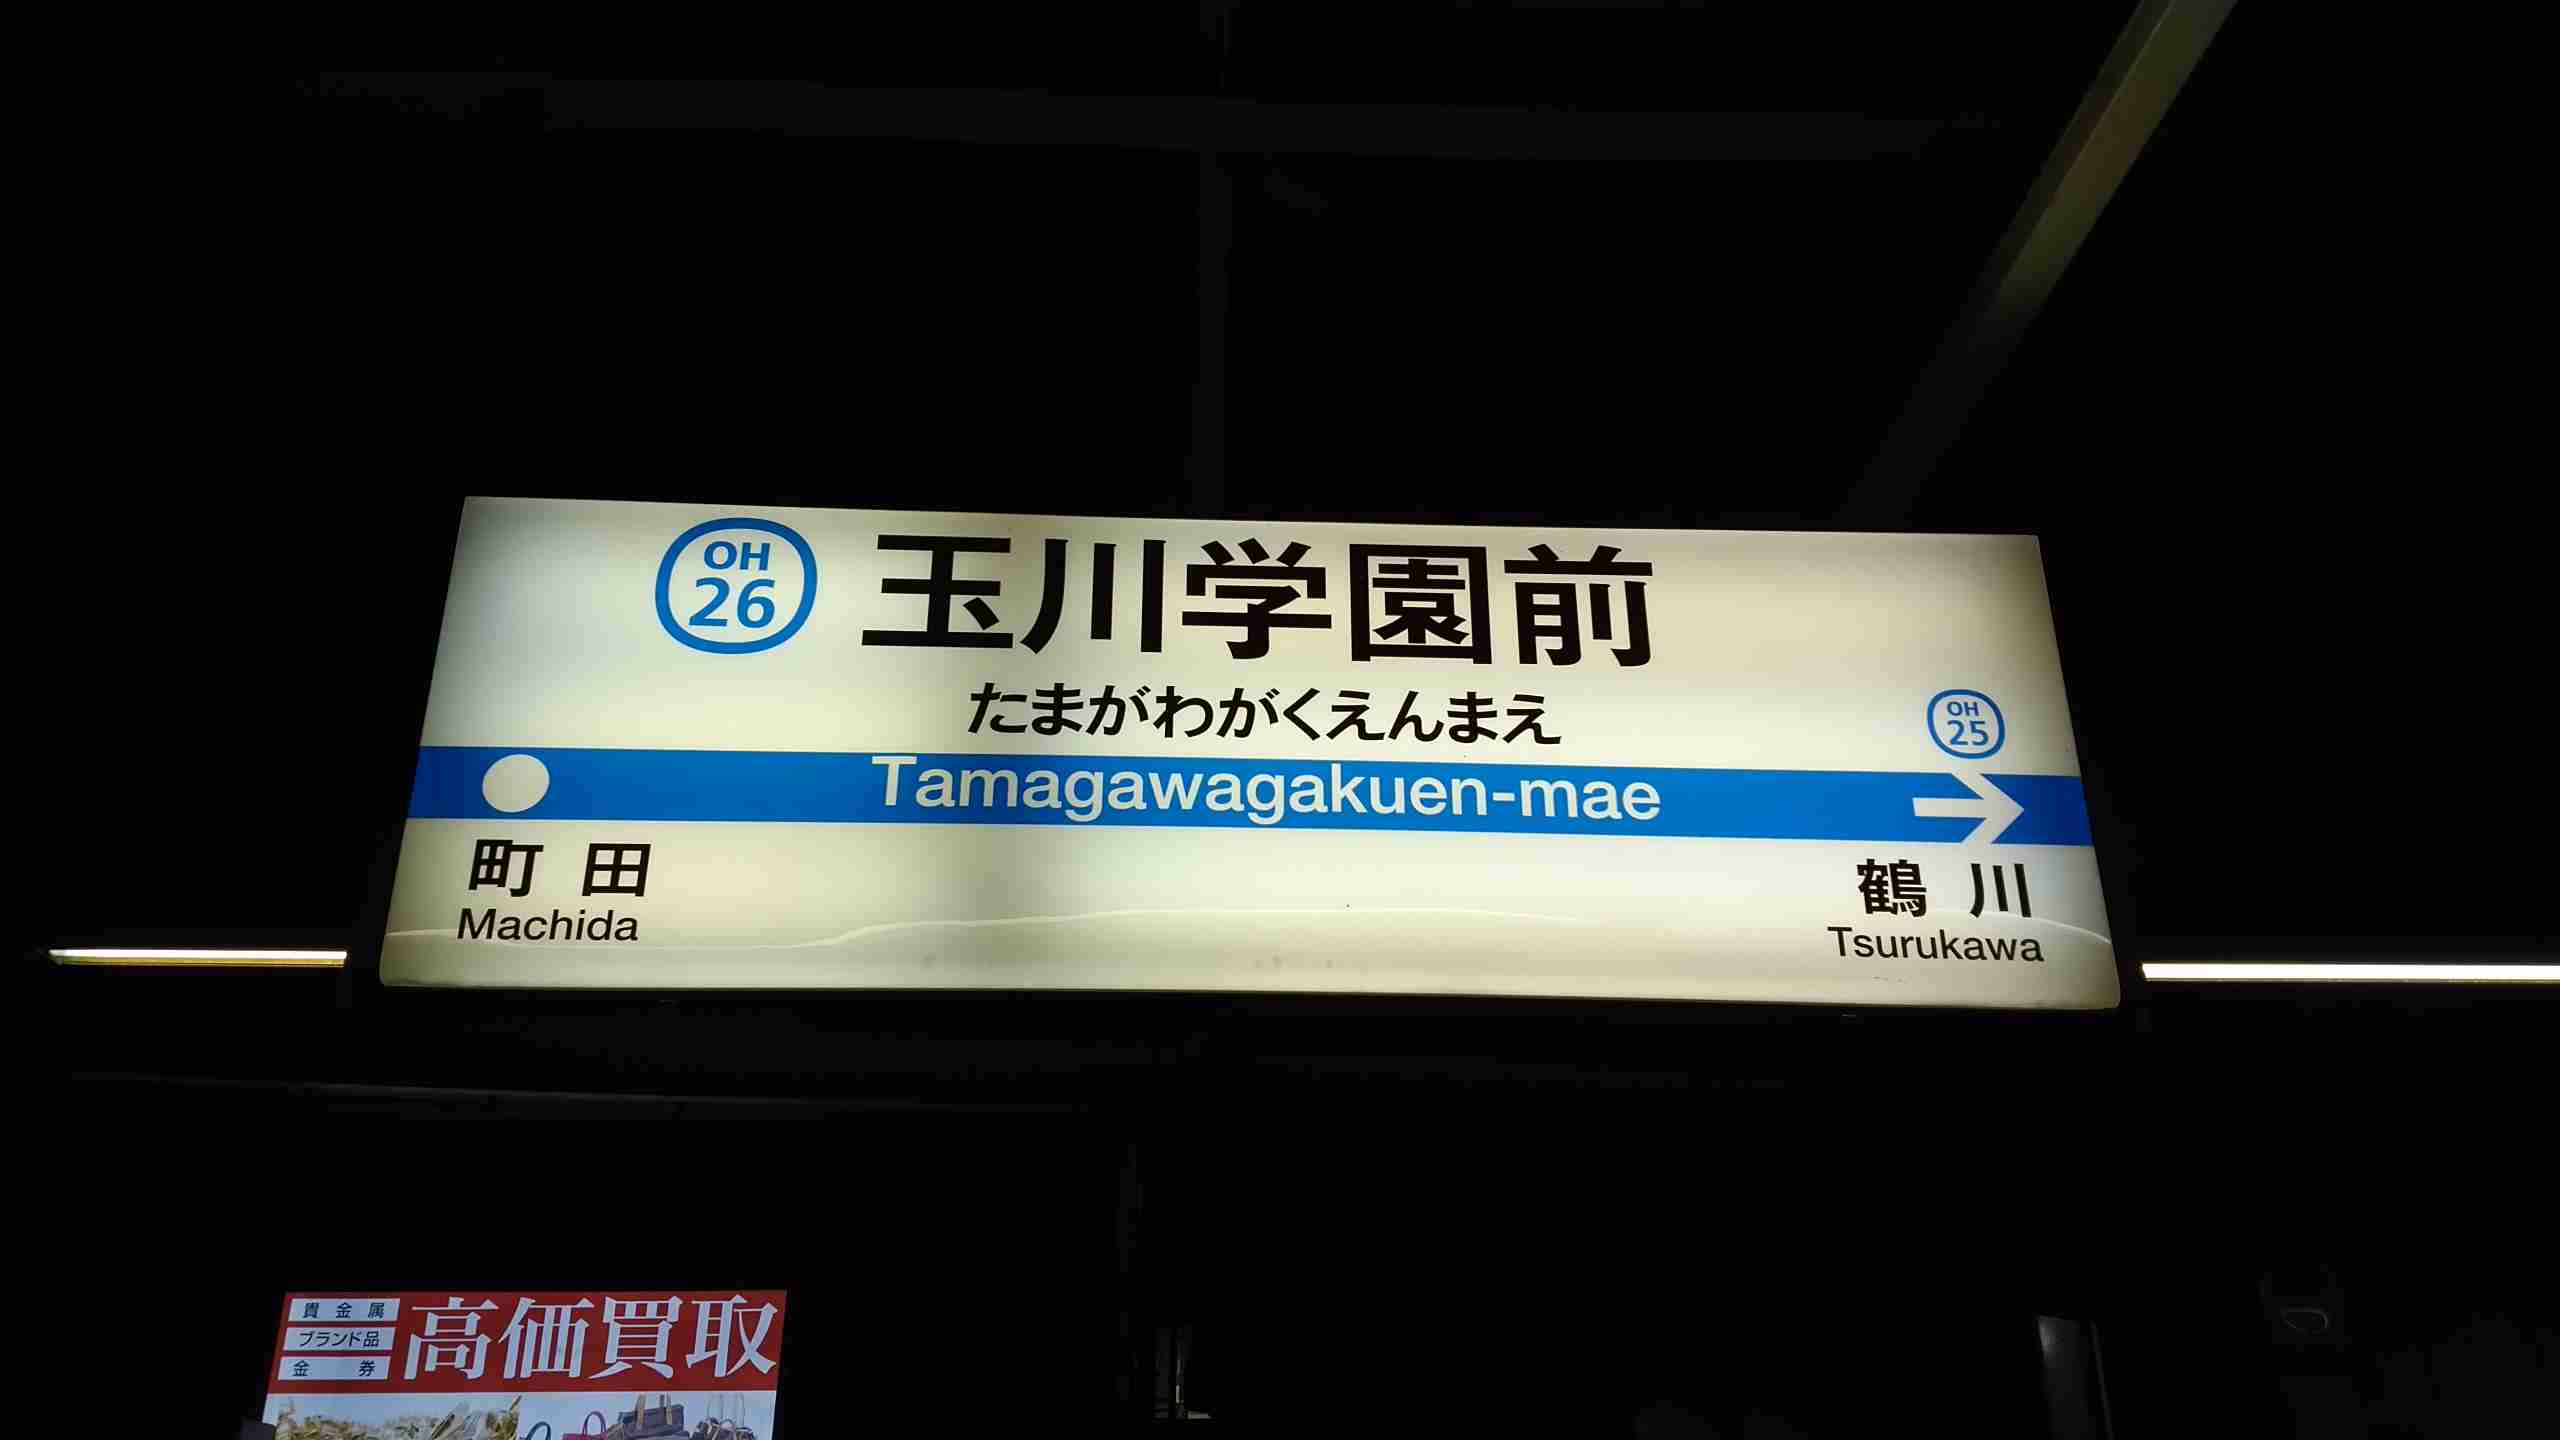 OH
26
玉川学園前
たまがわがくえんまえ
OH
25
Tamagawagakuen-mae
町田
Machida
鶴川
Tsurukawa
貴金属
ブランド品
金券
高価買取